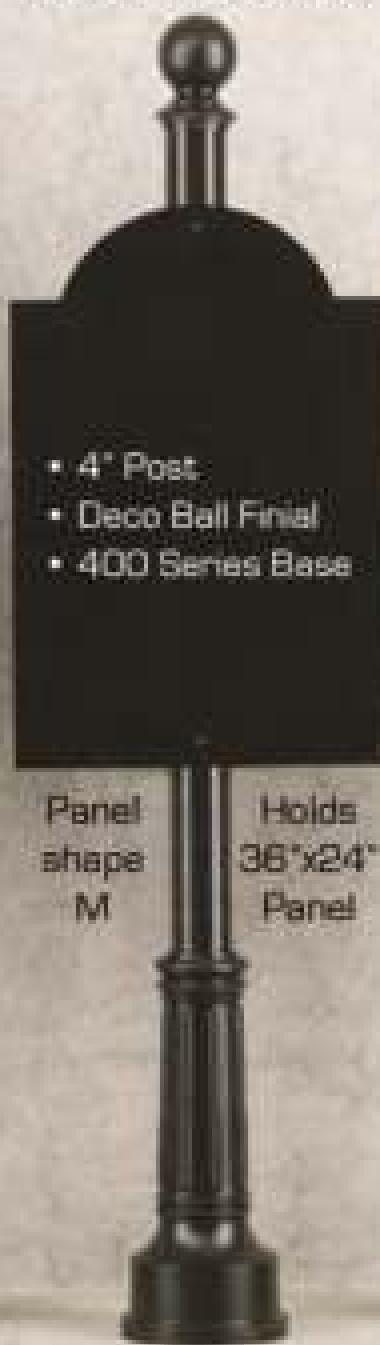 • 4" Post
• Deco Ball Finial
• 400 Series Base
Panel
shape
M
Holds
36"x24"
Panel